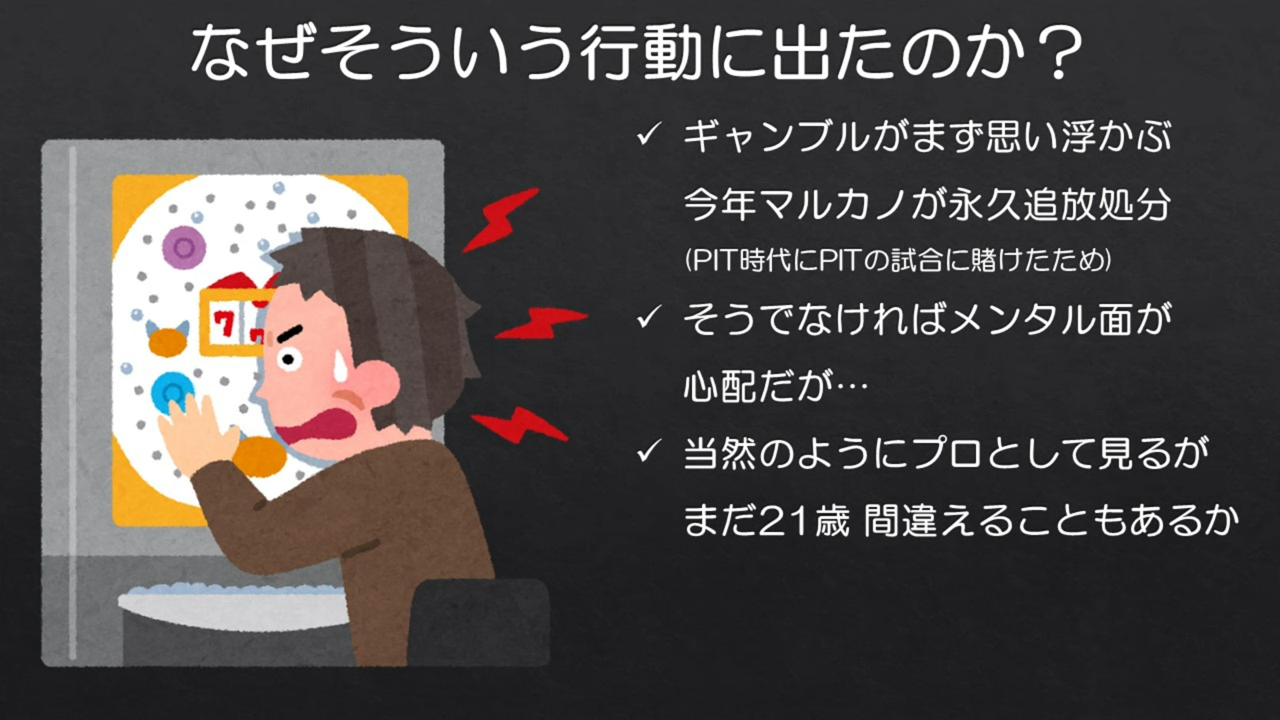 なぜそういう行動に出たのか？
✓ ギャンブルがまず思い浮かぶ
今年マルカノが永久追放処分
(PIT時代にPITの試合に賭けたため)
✓ そうでなければメンタル面が
心配だが…
✓ 当然のようにプロとして見るが
まだ21歳 間違えることもあるか
7 7